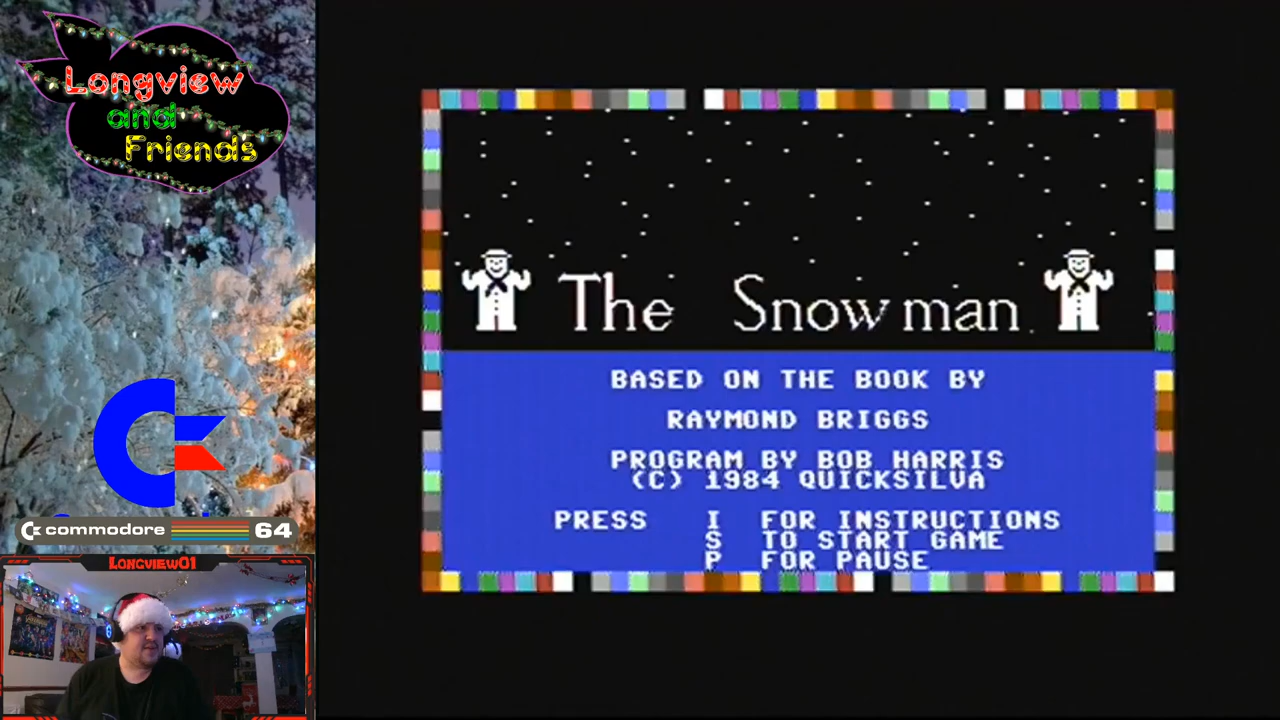 Longview
and
Friends
commodore 64
LONGVIEW01
The Snowman
BASED ON THE BOOK BY
RAYMOND BRIGGS
PROGRAM BY BOB HARRIS
(C) 1984 QUICKSILVA
PRESS I FOR INSTRUCTIONS
S TO START GAME
P FOR PAUSE